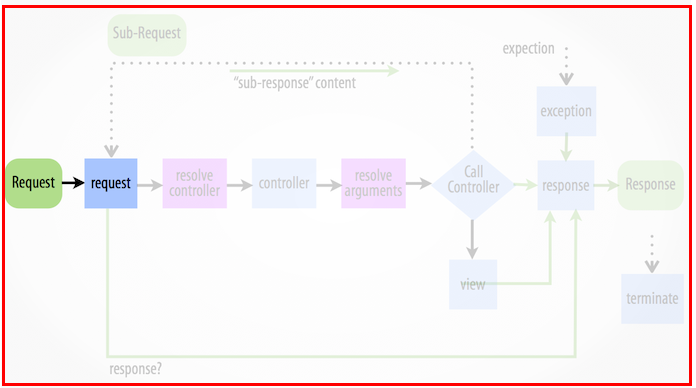 Sub-Request
expection
"sub-response" content
exception
Request
request
resolve
controller
controller
resolve
arguments
Call
Controller
response
Response
view
terminate
response?